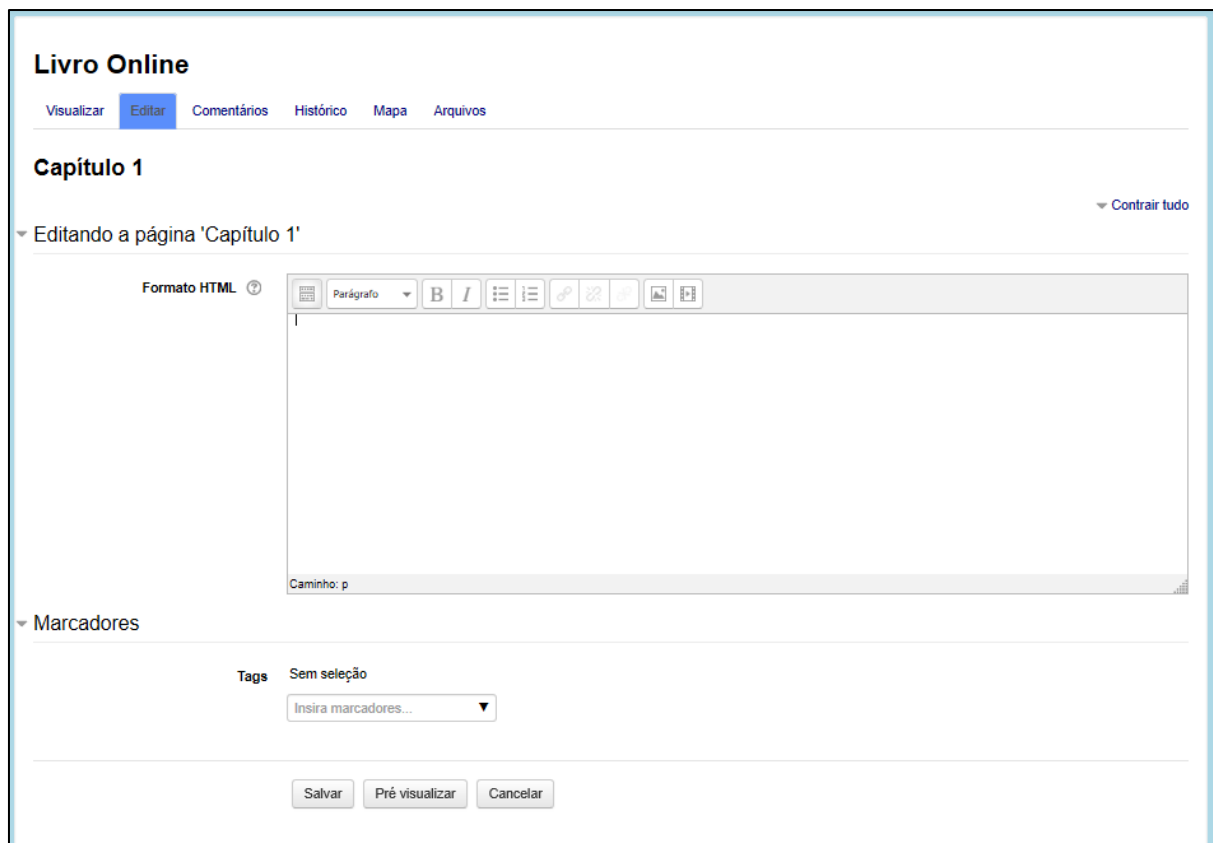 Livro Online
Visualizar Editar Comentários Histórico Mapa Arquivos
Capítulo 1
Contrair tudo
Editando a página 'Capítulo 1'
Formato HTML
Parágrafo B I
Caminho: p
Marcadores
Tags Sem seleção
Insira marcadores...
Salvar Pré visualizar Cancelar